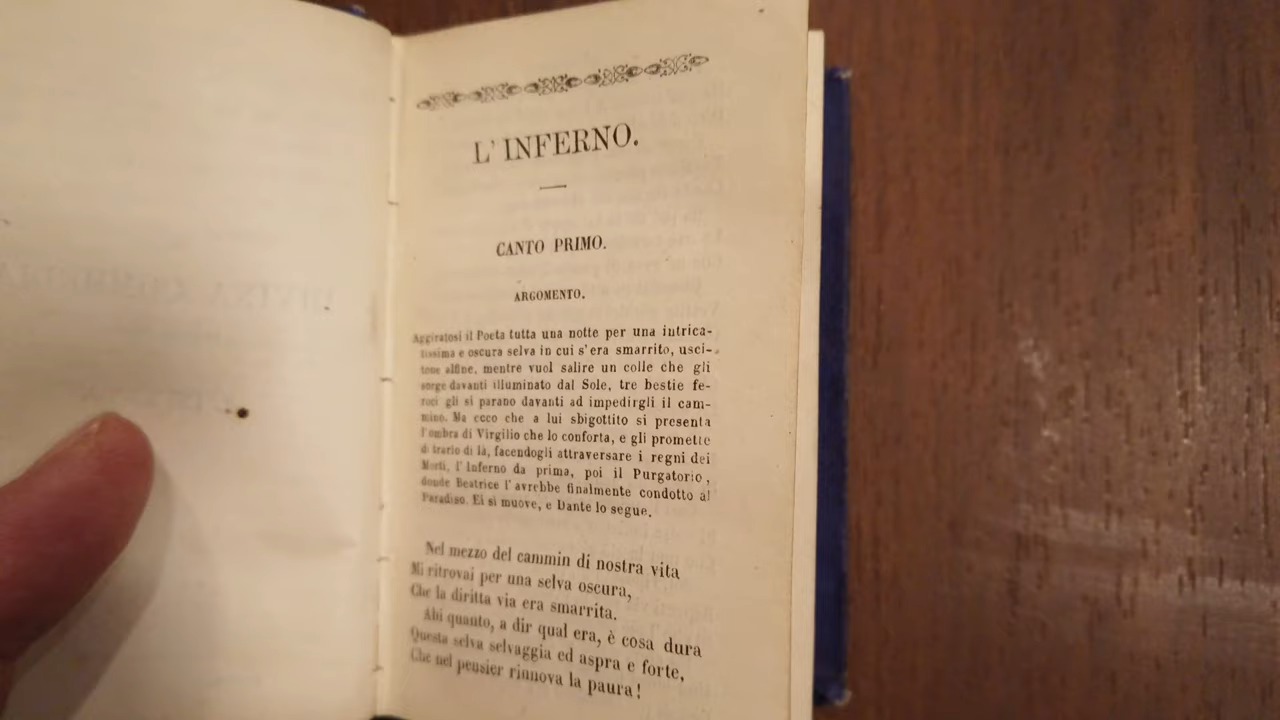 L' INFERNO.
CANTO PRIMO.
ARGOMENTO.
Aggiratosi il Poeta tutta una notte per una intrica-
tissima e oscura selva in cui s' era smarrito, usci-
tone alfine, mentre vuol salire un colle che gli
sorge davanti illuminato dal Sole, tre bestie fe-
roci gli si parano davanti ad impedirgli il cam-
mino. Ma ecco che a lui sbigottito si presenta
l' ombra di Virgilio che lo conforta, e gli promette
di trarlo di là, facendogli attraversare i regni dei
Morti, l' Inferno da prima, poi il Purgatorio,
donde Beatrice l' avrebbe finalmente condotto al
Paradiso. Ei si muove, e Dante lo segue.
Nel mezzo del cammin di nostra vita
Mi ritrovai per una selva oscura,
Che la diritta via era smarrita.
Ahi quanto, a dir qual era, è cosa dura
Questa selva selvaggia ed aspra e forte,
Che nel pensier rinnova la paura!